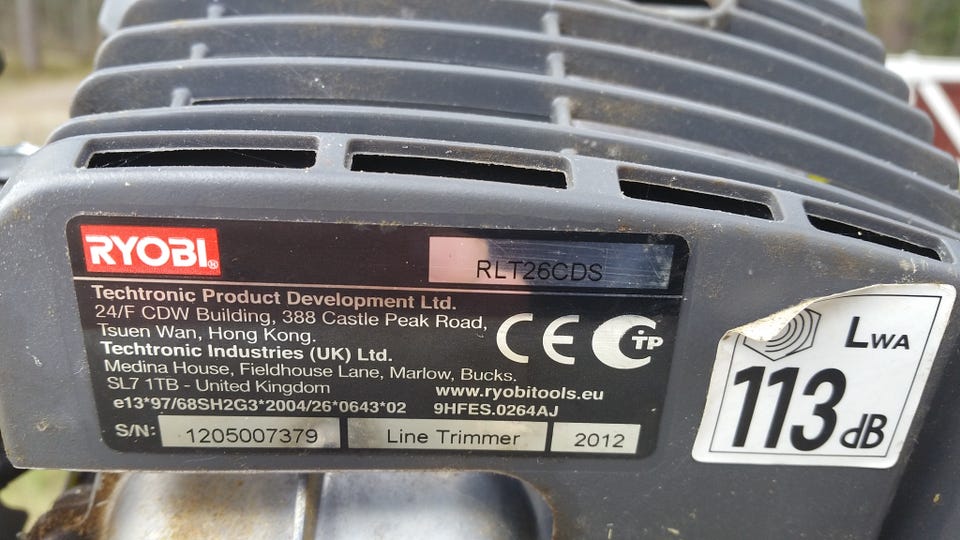 RYOBI®
RLT26CDS
Techtronic Product Development Ltd.
24/F CDW Building, 388 Castle Peak Road,
Tsuen Wan, Hong Kong.
Techtronic Industries (UK) Ltd.
Medina House, Fieldhouse Lane, Marlow, Bucks.
SL7 1TB - United Kingdom
www.ryobitools.eu
e13*97/68SH2G3*2004/26*0643*02 9HFES.0264AJ
S/N: 1205007379 Line Trimmer 2012
CE
TP
LWA
113 dB